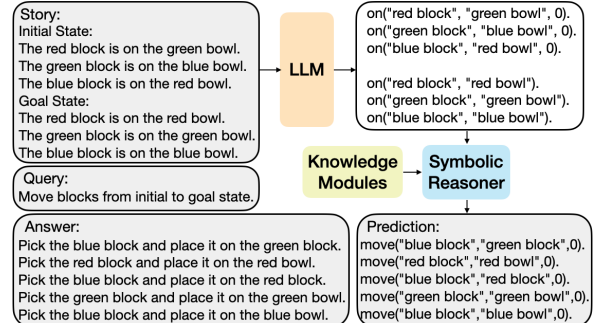 Story:
Initial State:
The red block is on the green bowl.
The green block is on the blue bowl.
The blue block is on the red bowl.
Goal State:
The red block is on the red bowl.
The green block is on the green bowl.
The blue block is on the blue bowl.
LLM
on("red block", "green bowl", 0).
on("green block", "blue bowl", 0).
on("blue block", "red bowl", 0).
on("red block", "red bowl").
on("green block", "green bowl").
on("blue block", "blue bowl").
Knowledge
Modules
Symbolic
Reasoner
Query:
Move blocks from initial to goal state.
Answer:
Pick the blue block and place it on the green block.
Pick the red block and place it on the red bowl.
Pick the blue block and place it on the red block.
Pick the green block and place it on the green bowl.
Pick the blue block and place it on the blue bowl.
Prediction:
move("blue block","green block",0).
move("red block","red bowl",0).
move("blue block","red block",0).
move("green block","green bowl",0).
move("blue block","blue bowl",0).